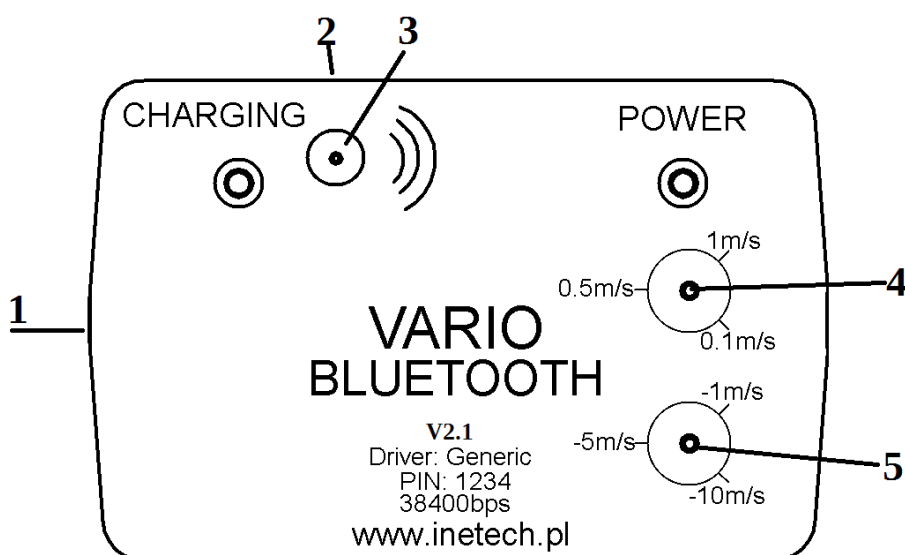 2
3
CHARGING
POWER
1m/s
0.5m/s
4
0.1m/s
1
VARIO
BLUETOOTH
-1m/s
V2.1
-5m/s
Driver: Generic
5
PIN: 1234
-10m/s
38400bps
www.inetech.pl